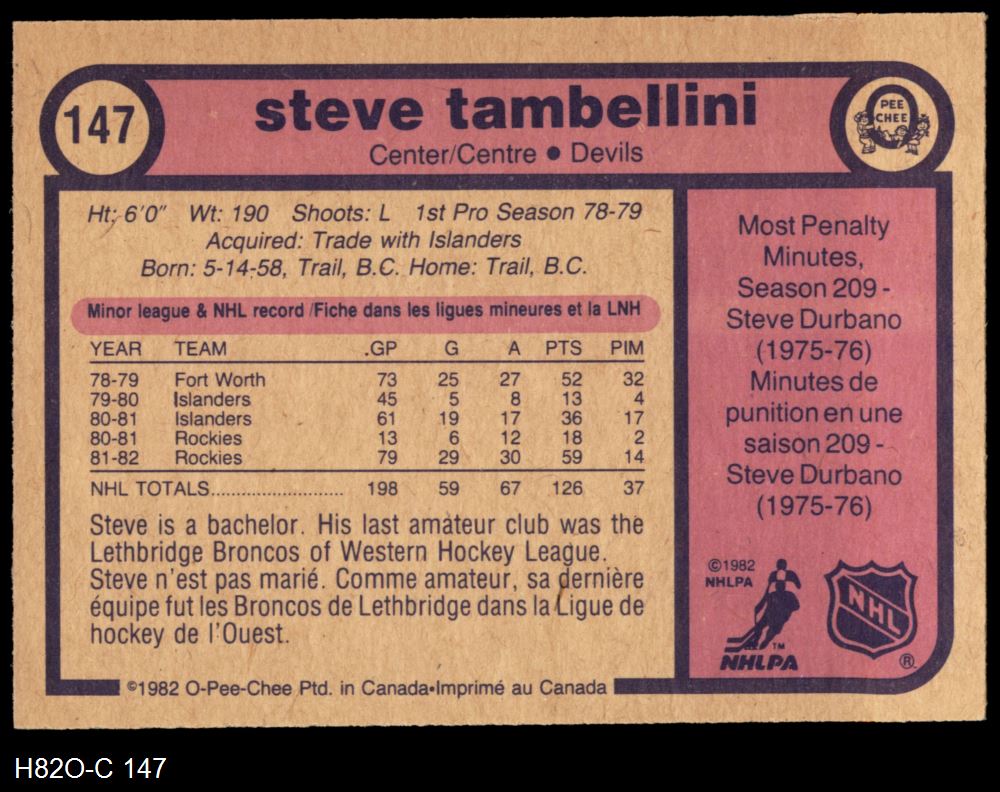 147
steve tambellini
Center/Centre ● Devils
PEE
CHEE
Ht: 6'0" Wt: 190 Shoots: L 1st Pro Season 78-79
Acquired: Trade with Islanders
Born: 5-14-58, Trail, B.C. Home: Trail, B.C.
Minor league & NHL record /Fiche dans les ligues mineures et la LNH
YEAR TEAM .GP G A PTS PIM
78-79 Fort Worth 73 25 27 52 32
79-80 Islanders 45 5 8 13 4
80-81 Islanders 61 19 17 36 17
80-81 Rockies 13 6 12 18 2
81-82 Rockies 79 29 30 59 14
NHL TOTALS.......................... 198 59 67 126 37
Steve is a bachelor. His last amateur club was the
Lethbridge Broncos of Western Hockey League.
Steve n'est pas marié. Comme amateur, sa dernière
équipe fut les Broncos de Lethbridge dans la Ligue de
hockey de l'Ouest.
Most Penalty
Minutes,
Season 209 -
Steve Durbano
(1975-76)
Minutes de
punition en une
saison 209 -
Steve Durbano
(1975-76)
©1982
NHLPA
TM
NHLPA
NHL
®
©1982 O-Pee-Chee Ptd. in Canada•Imprimé au Canada
H82O-C 147